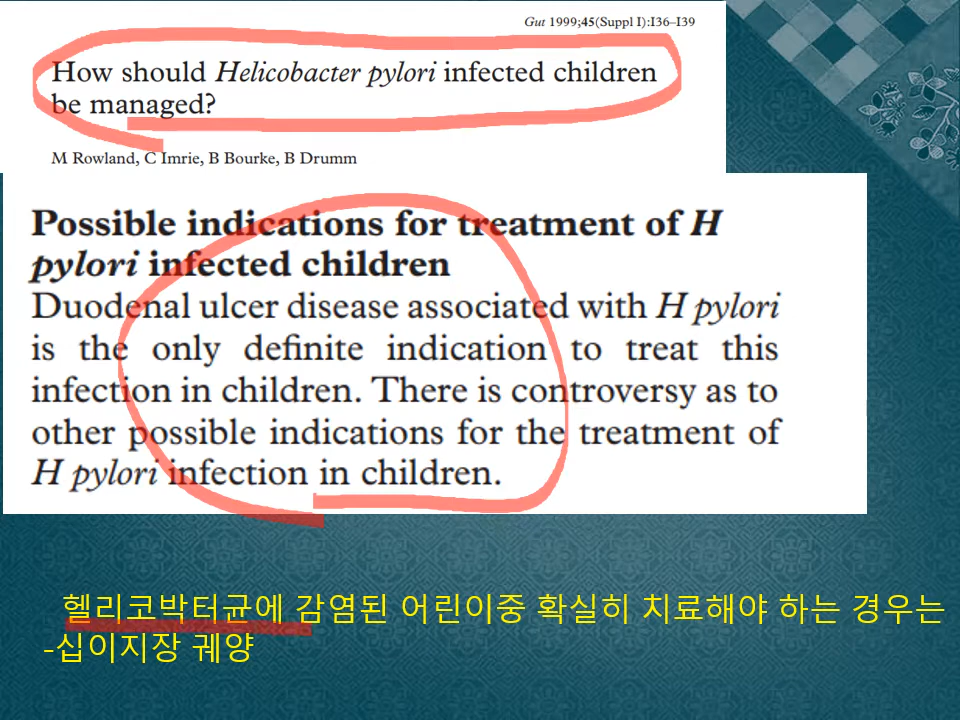 Gut 1999;45(Suppl I):I36–I39
How should Helicobacter pylori infected children
be managed?
M Rowland, C Imrie, B Bourke, B Drumm
Possible indications for treatment of H
pylori infected children
Duodenal ulcer disease associated with H pylori
is the only definite indication to treat this
infection in children. There is controversy as to
other possible indications for the treatment of
H pylori infection in children.
헬리코박터균에 감염된 어린이중 확실히 치료해야 하는 경우는
-십이지장 궤양